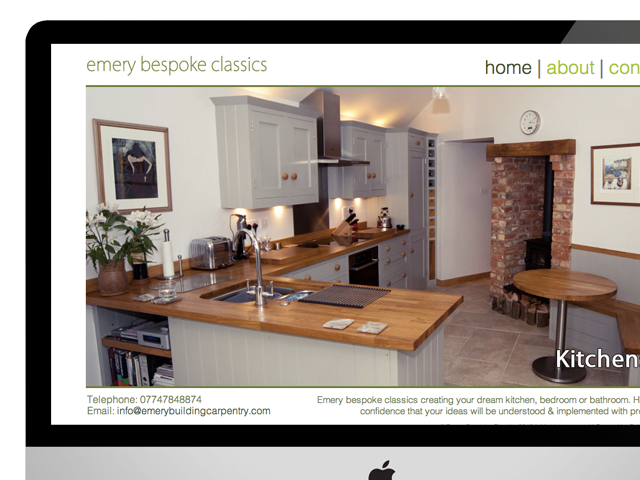 emery bespoke classics
home | about | con
Kitchen
Telephone: 07747848874
Email: info@emerybuildingcarpentry.com
Emery bespoke classics creating your dream kitchen, bedroom or bathroom. H
confidence that your ideas will be understood & implemented with pr